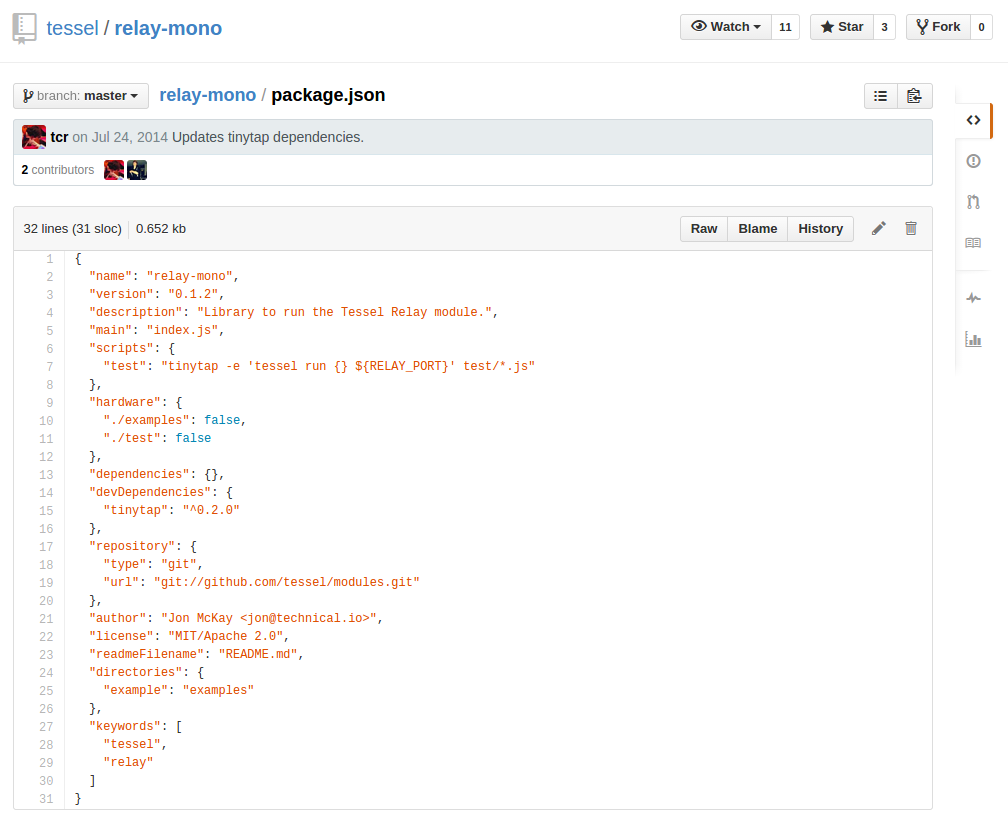 tessel / relay-mono
Watch 11 Star 3 Fork 0
branch: master relay-mono / package.json
tcr on Jul 24, 2014 Updates tinytap dependencies.
2 contributors
32 lines (31 sloc) 0.652 kb Raw Blame History
1 {
2   "name": "relay-mono",
3   "version": "0.1.2",
4   "description": "Library to run the Tessel Relay module.",
5   "main": "index.js",
6   "scripts": {
7     "test": "tinytap -e 'tessel run {} ${RELAY_PORT}' test/*.js"
8   },
9   "hardware": {
10     "./examples": false,
11     "./test": false
12   },
13   "dependencies": {},
14   "devDependencies": {
15     "tinytap": "^0.2.0"
16   },
17   "repository": {
18     "type": "git",
19     "url": "git://github.com/tessel/modules.git"
20   },
21   "author": "Jon McKay <jon@technical.io>",
22   "license": "MIT/Apache 2.0",
23   "readmeFilename": "README.md",
24   "directories": {
25     "example": "examples"
26   },
27   "keywords": [
28     "tessel",
29     "relay"
30   ]
31 }